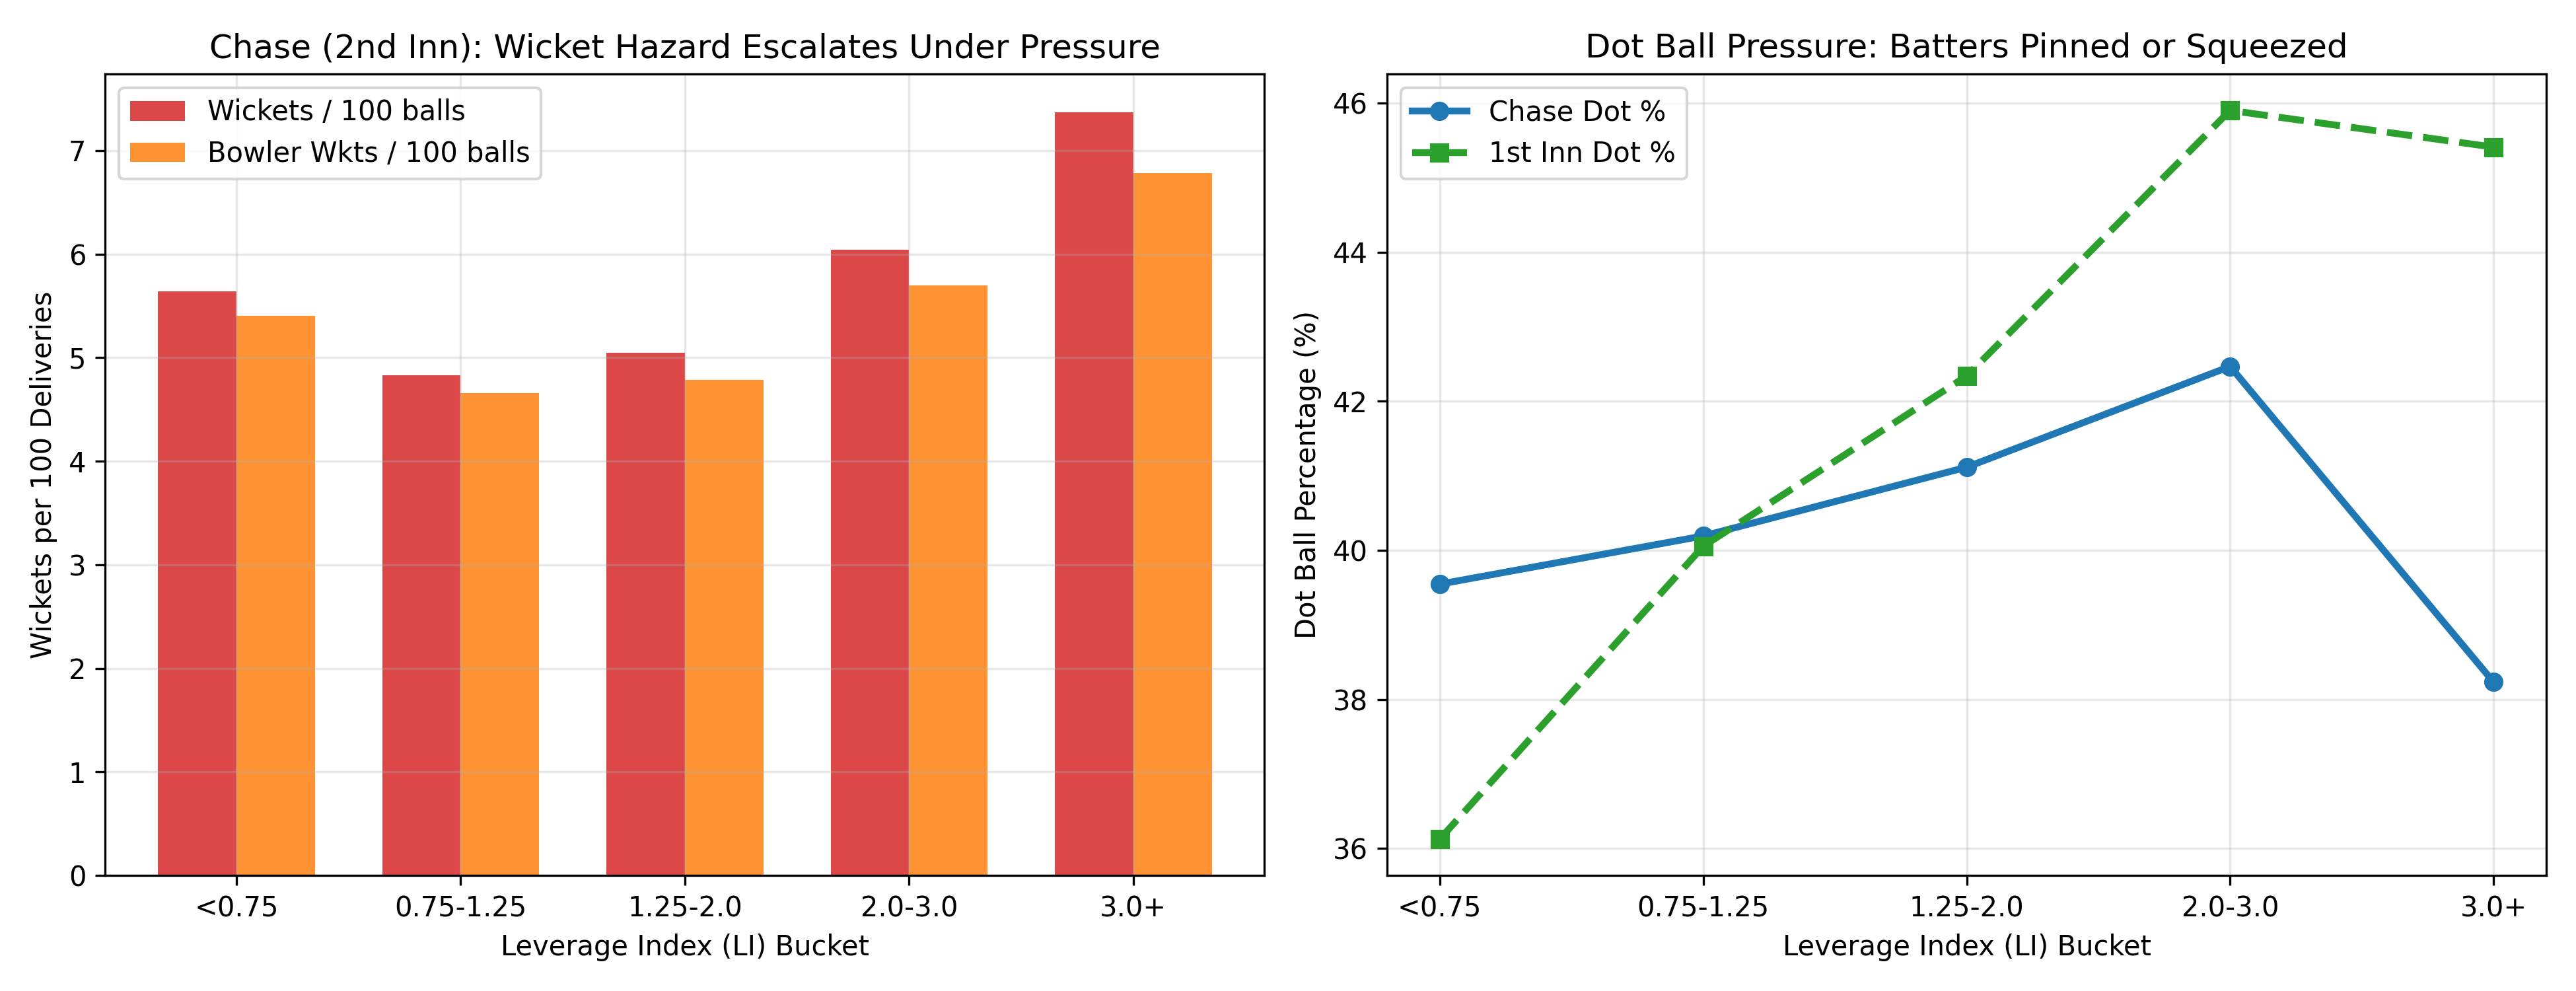 Chase (2nd Inn): Wicket Hazard Escalates Under Pressure
Wickets / 100 balls
Bowler Wkts / 100 balls
Wickets per 100 Deliveries
7
6
5
4
3
2
1
0
<0.75
0.75-1.25
1.25-2.0
2.0-3.0
3.0+
Leverage Index (LI) Bucket
Dot Ball Pressure: Batters Pinned or Squeezed
Chase Dot %
1st Inn Dot %
Dot Ball Percentage (%)
46
44
42
40
38
36
<0.75
0.75-1.25
1.25-2.0
2.0-3.0
3.0+
Leverage Index (LI) Bucket